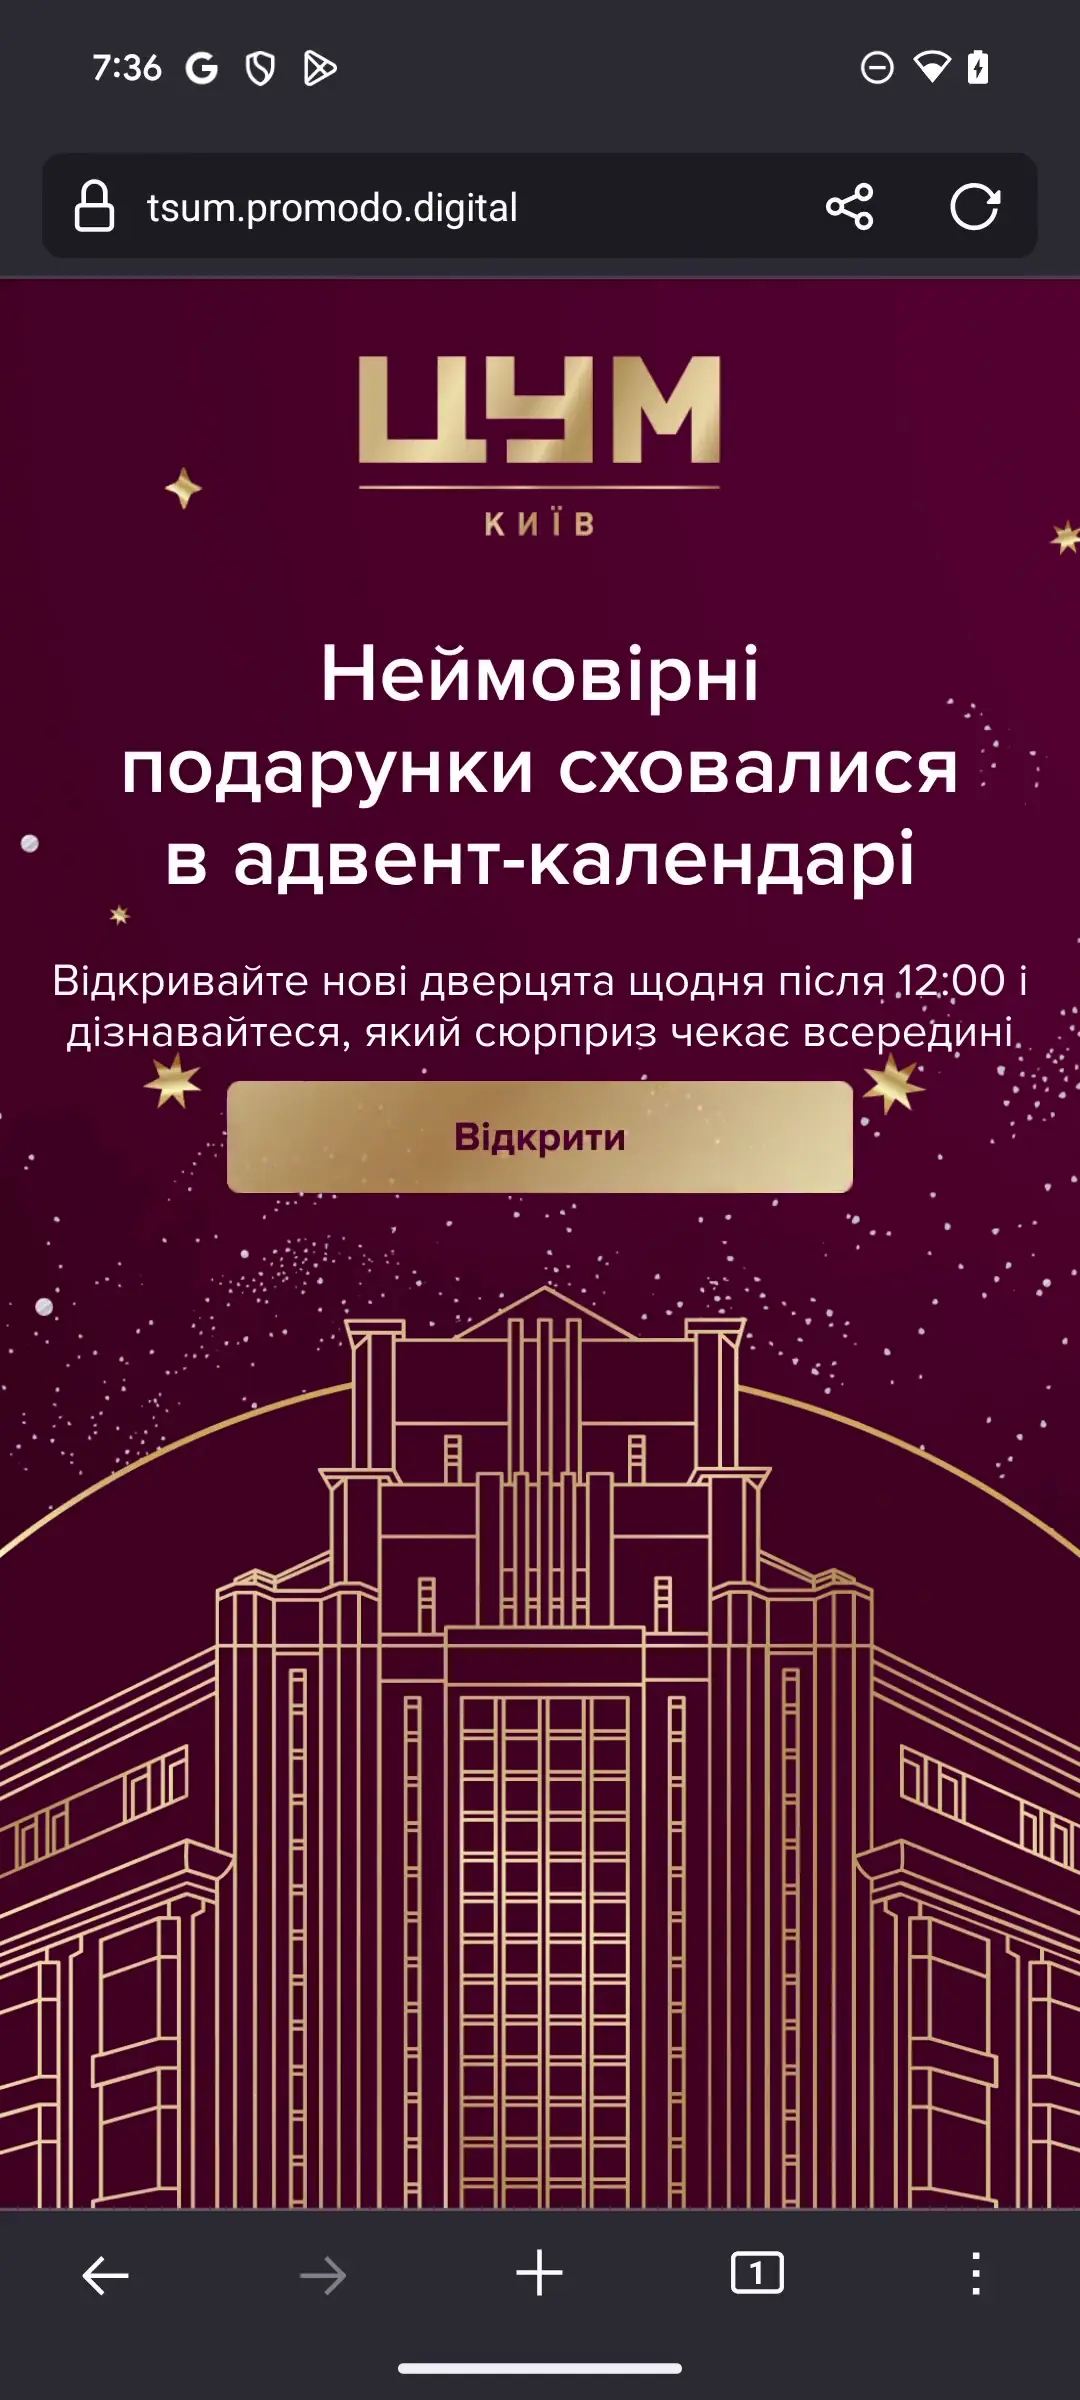 7:36
tsum.promodo.digital
ЦУМ
КИЇВ
Неймовірні
подарунки сховалися
в адвент-календарі
Відкривайте нові дверцята щодня після 12:00 і
дізнавайтеся, який сюрприз чекає всередині.
Відкрити
1